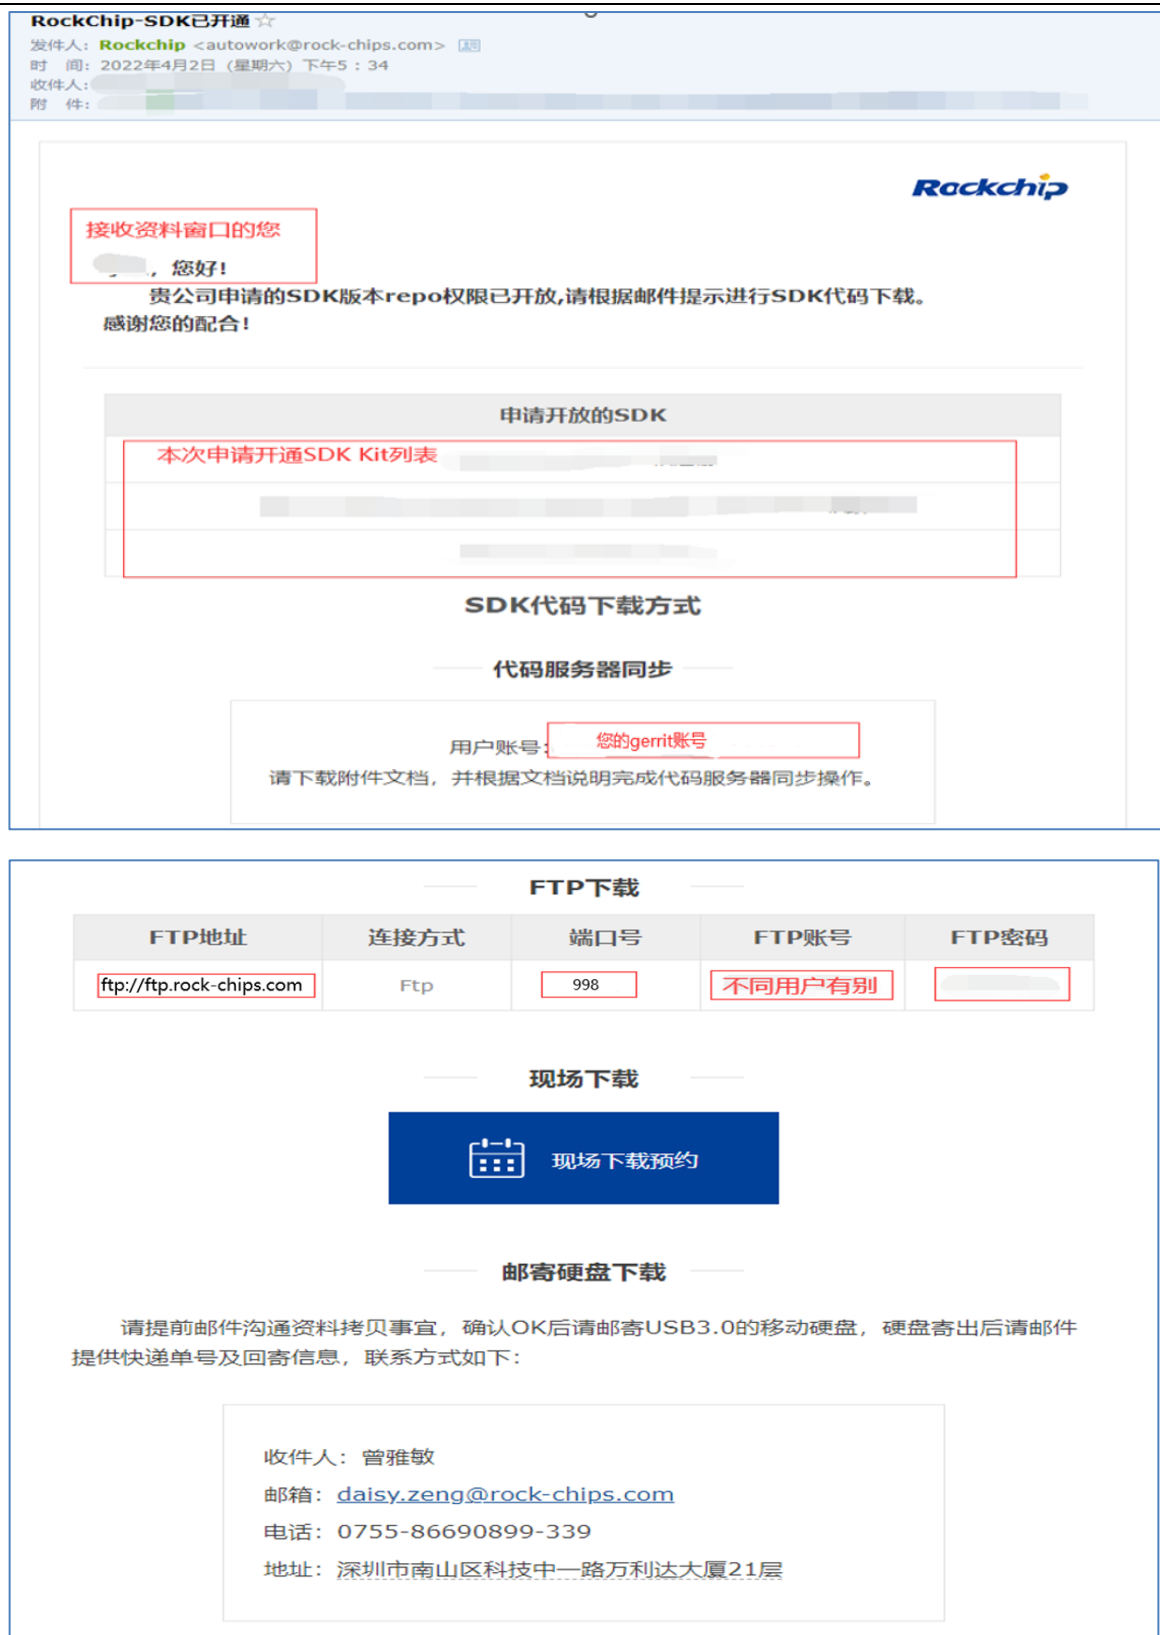 RockChip-SDK已开通
发件人：Rockchip <autowork@rock-chips.com>
时 间：2022年4月2日（星期六）下午5：34
收件人：
附 件：
Rockchip
接收资料窗口的您
，您好！
贵公司申请的SDK版本repo权限已开放,请根据邮件提示进行SDK代码下载。
感谢您的配合！
申请开放的SDK
本次申请开通SDK Kit列表
SDK代码下载方式
代码服务器同步
用户账号： 您的gerrit账号
请下载附件文档，并根据文档说明完成代码服务器同步操作。
FTP下载
FTP地址 连接方式 端口号 FTP账号 FTP密码
ftp://ftp.rock-chips.com Ftp 998 不同用户有别
现场下载
现场下载预约
邮寄硬盘下载
请提前邮件沟通资料拷贝事宜，确认OK后请邮寄USB3.0的移动硬盘，硬盘寄出后请邮件
提供快递单号及回寄信息，联系方式如下：
收件人：曾雅敏
邮箱：daisy.zeng@rock-chips.com
电话：0755-86690899-339
地址：深圳市南山区科技中一路万利达大厦21层